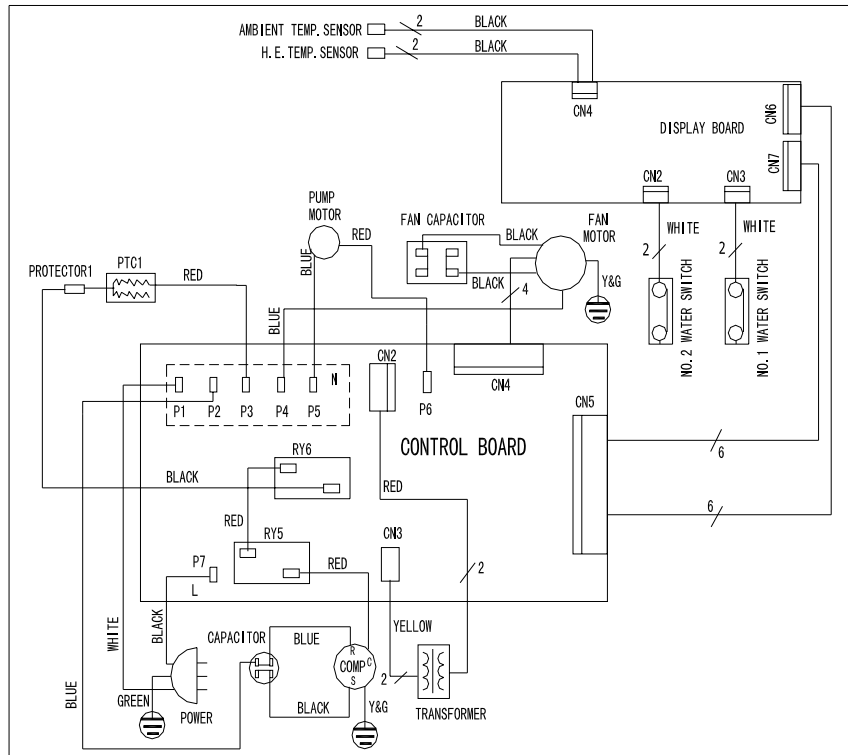 AMBIENT TEMP. SENSOR
2
BLACK
H.E. TEMP. SENSOR
2
BLACK
CN4
DISPLAY BOARD
CN6
CN7
CN2
CN3
WHITE
WHITE
2
2
NO.2 WATER SWITCH
NO.1 WATER SWITCH
PUMP
MOTOR
RED
BLUE
FAN CAPACITOR
BLACK
FAN
MOTOR
BLACK
4
Y&G
PROTECTOR1
PTC1
RED
BLUE
CN2
CN4
N
P1
P2
P3
P4
P5
P6
CONTROL BOARD
CN5
6
6
RY6
BLACK
RED
RED
RY5
RED
CN3
P7
L
2
WHITE
BLACK
BLUE
CAPACITOR
BLUE
YELLOW
R
COMP
C
S
2
GREEN
POWER
BLACK
Y&G
TRANSFORMER